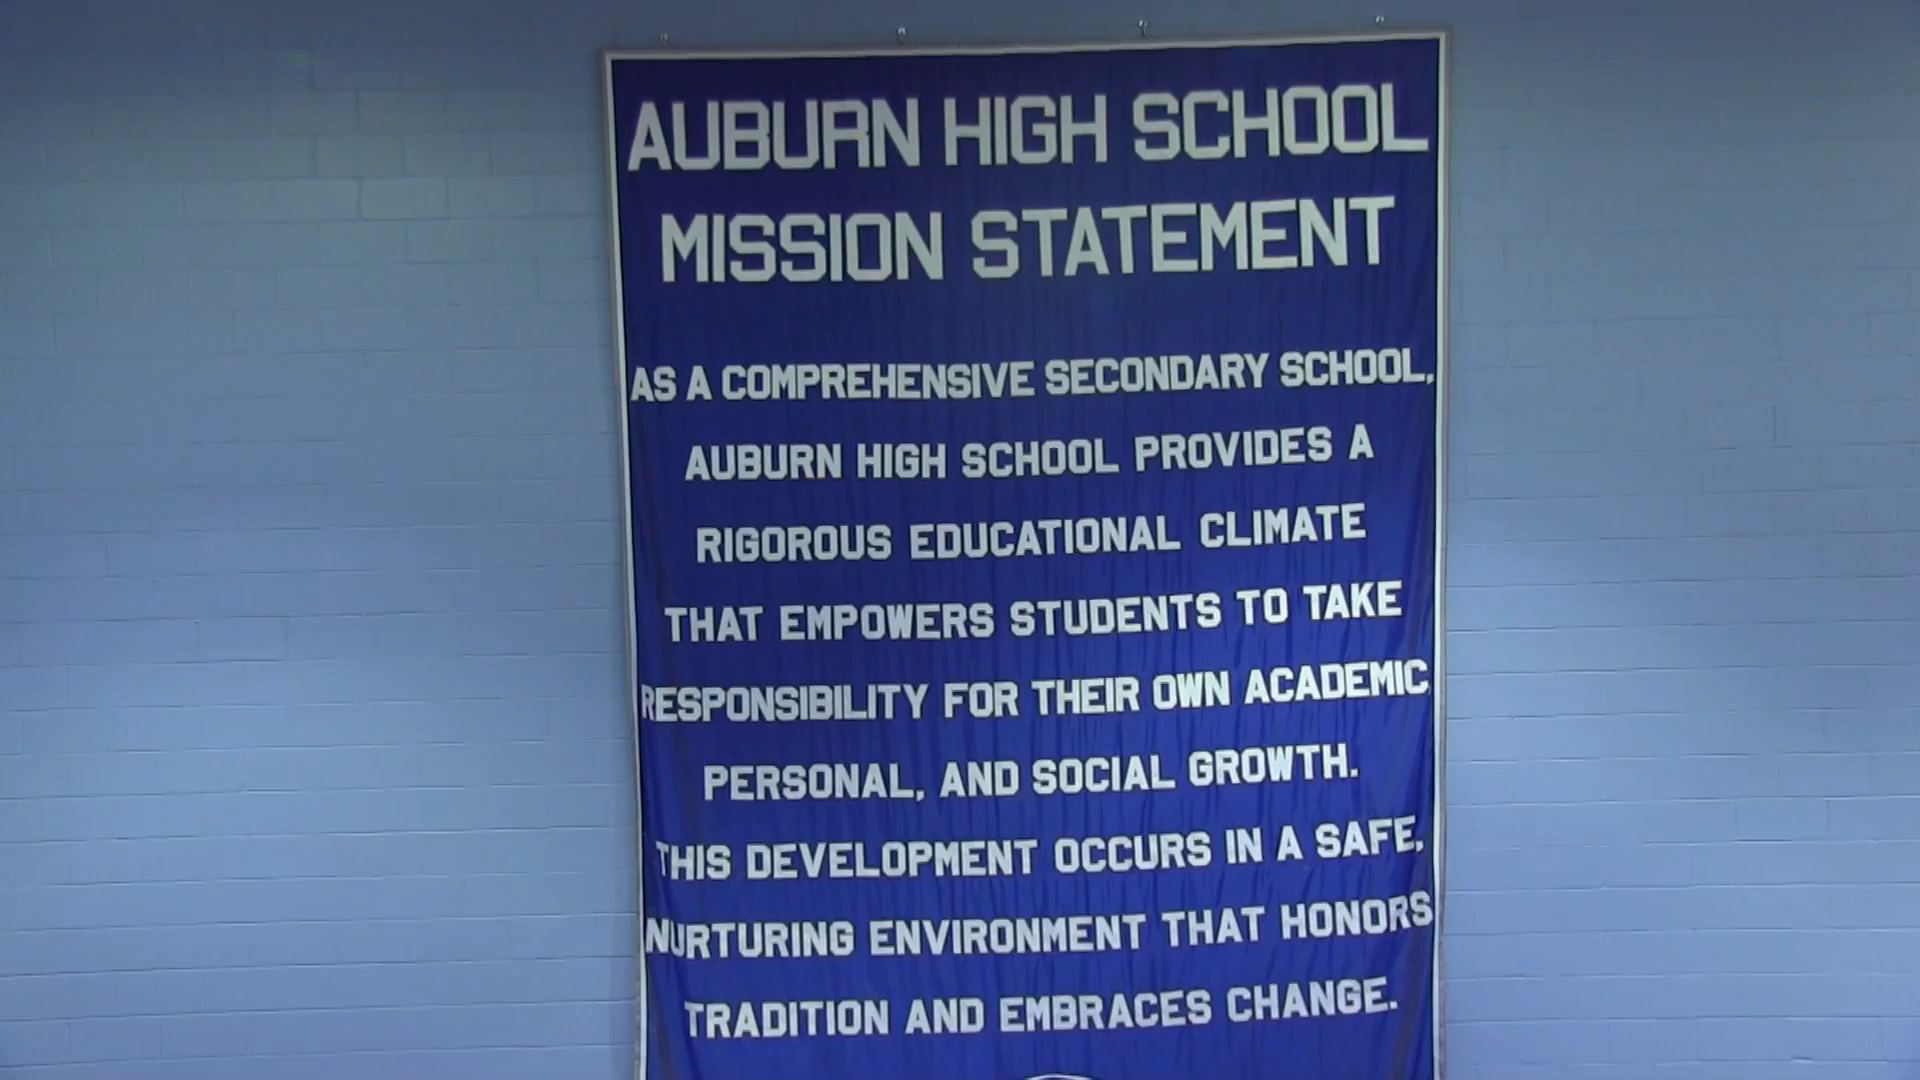 AUBURN HIGH SCHOOL
MISSION STATEMENT
AS A COMPREHENSIVE SECONDARY SCHOOL,
AUBURN HIGH SCHOOL PROVIDES A
RIGOROUS EDUCATIONAL CLIMATE
THAT EMPOWERS STUDENTS TO TAKE
RESPONSIBILITY FOR THEIR OWN ACADEMIC,
PERSONAL, AND SOCIAL GROWTH.
THIS DEVELOPMENT OCCURS IN A SAFE,
NURTURING ENVIRONMENT THAT HONORS
TRADITION AND EMBRACES CHANGE.